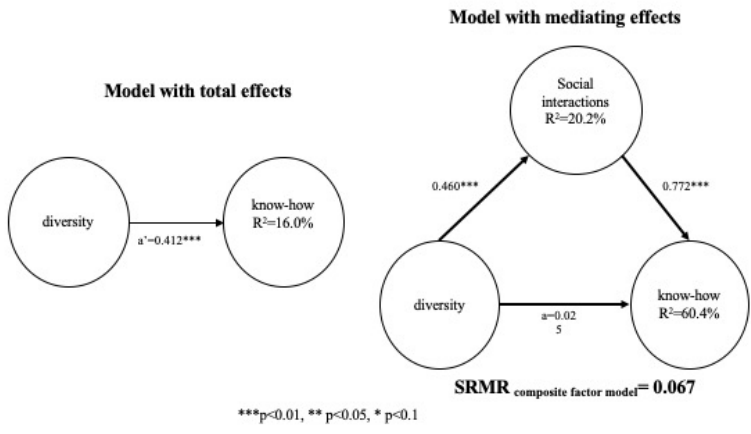 Model with total effects
diversity
a’=0.412***
know-how
R²=16.0%
Model with mediating effects
Social
interactions
R²=20.2%
0.460***
0.772***
diversity
a=0.02
5
know-how
R²=60.4%
SRMR composite factor model= 0.067
***p<0.01, ** p<0.05, * p<0.1